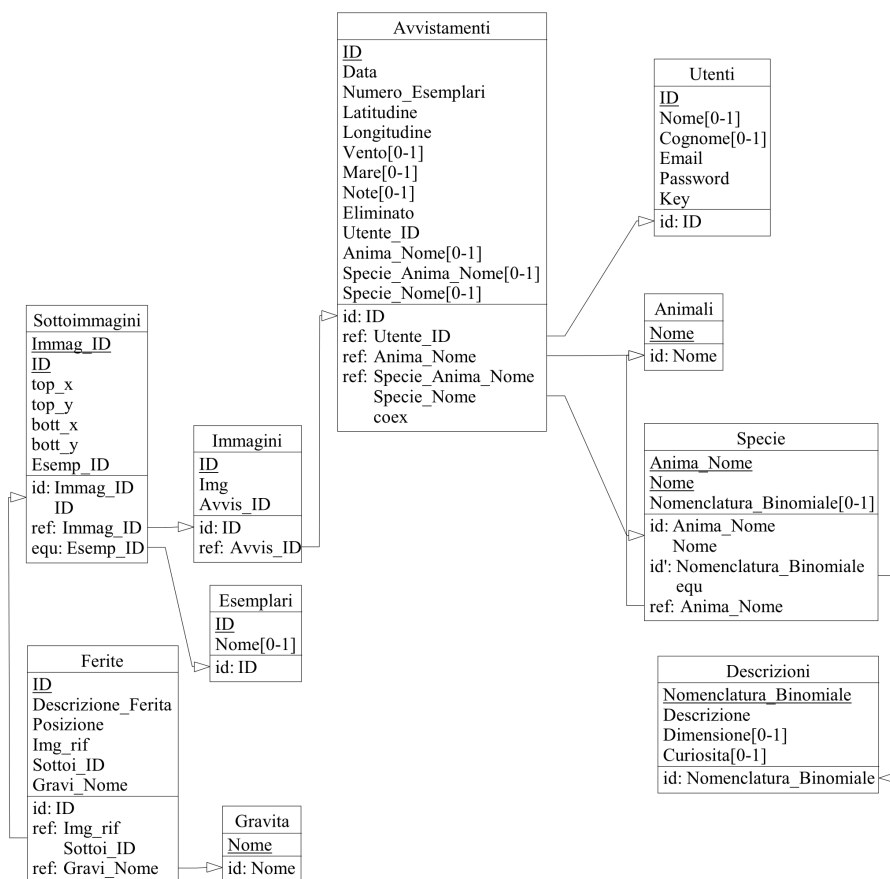 Avvistamenti
ID
Data
Numero_Esemplari
Latitudine
Longitudine
Vento[0-1]
Mare[0-1]
Note[0-1]
Eliminato
Utente_ID
Anima_Nome[0-1]
Specie_Anima_Nome[0-1]
Specie_Nome[0-1]
id: ID
ref: Utente_ID
ref: Anima_Nome
ref: Specie_Anima_Nome
Specie_Nome
coex
Utenti
ID
Nome[0-1]
Cognome[0-1]
Email
Password
Key
id: ID
Animali
Nome
id: Nome
Sottoimmagini
Immag_ID
ID
top_x
top_y
bott_x
bott_y
Esemp_ID
id: Immag_ID
ID
ref: Immag_ID
equ: Esemp_ID
Immagini
ID
Img
Avvis_ID
id: ID
ref: Avvis_ID
Specie
Anima_Nome
Nome
Nomenclatura_Binomiale[0-1]
id: Anima_Nome
Nome
id': Nomenclatura_Binomiale
equ
ref: Anima_Nome
Esemplari
ID
Nome[0-1]
id: ID
Ferite
ID
Descrizione_Ferita
Posizione
Img_rif
Sottoi_ID
Gravi_Nome
id: ID
ref: Img_rif
Sottoi_ID
ref: Gravi_Nome
Gravita
Nome
id: Nome
Descrizioni
Nomenclatura_Binomiale
Descrizione
Dimensione[0-1]
Curiosita[0-1]
id: Nomenclatura_Binomiale